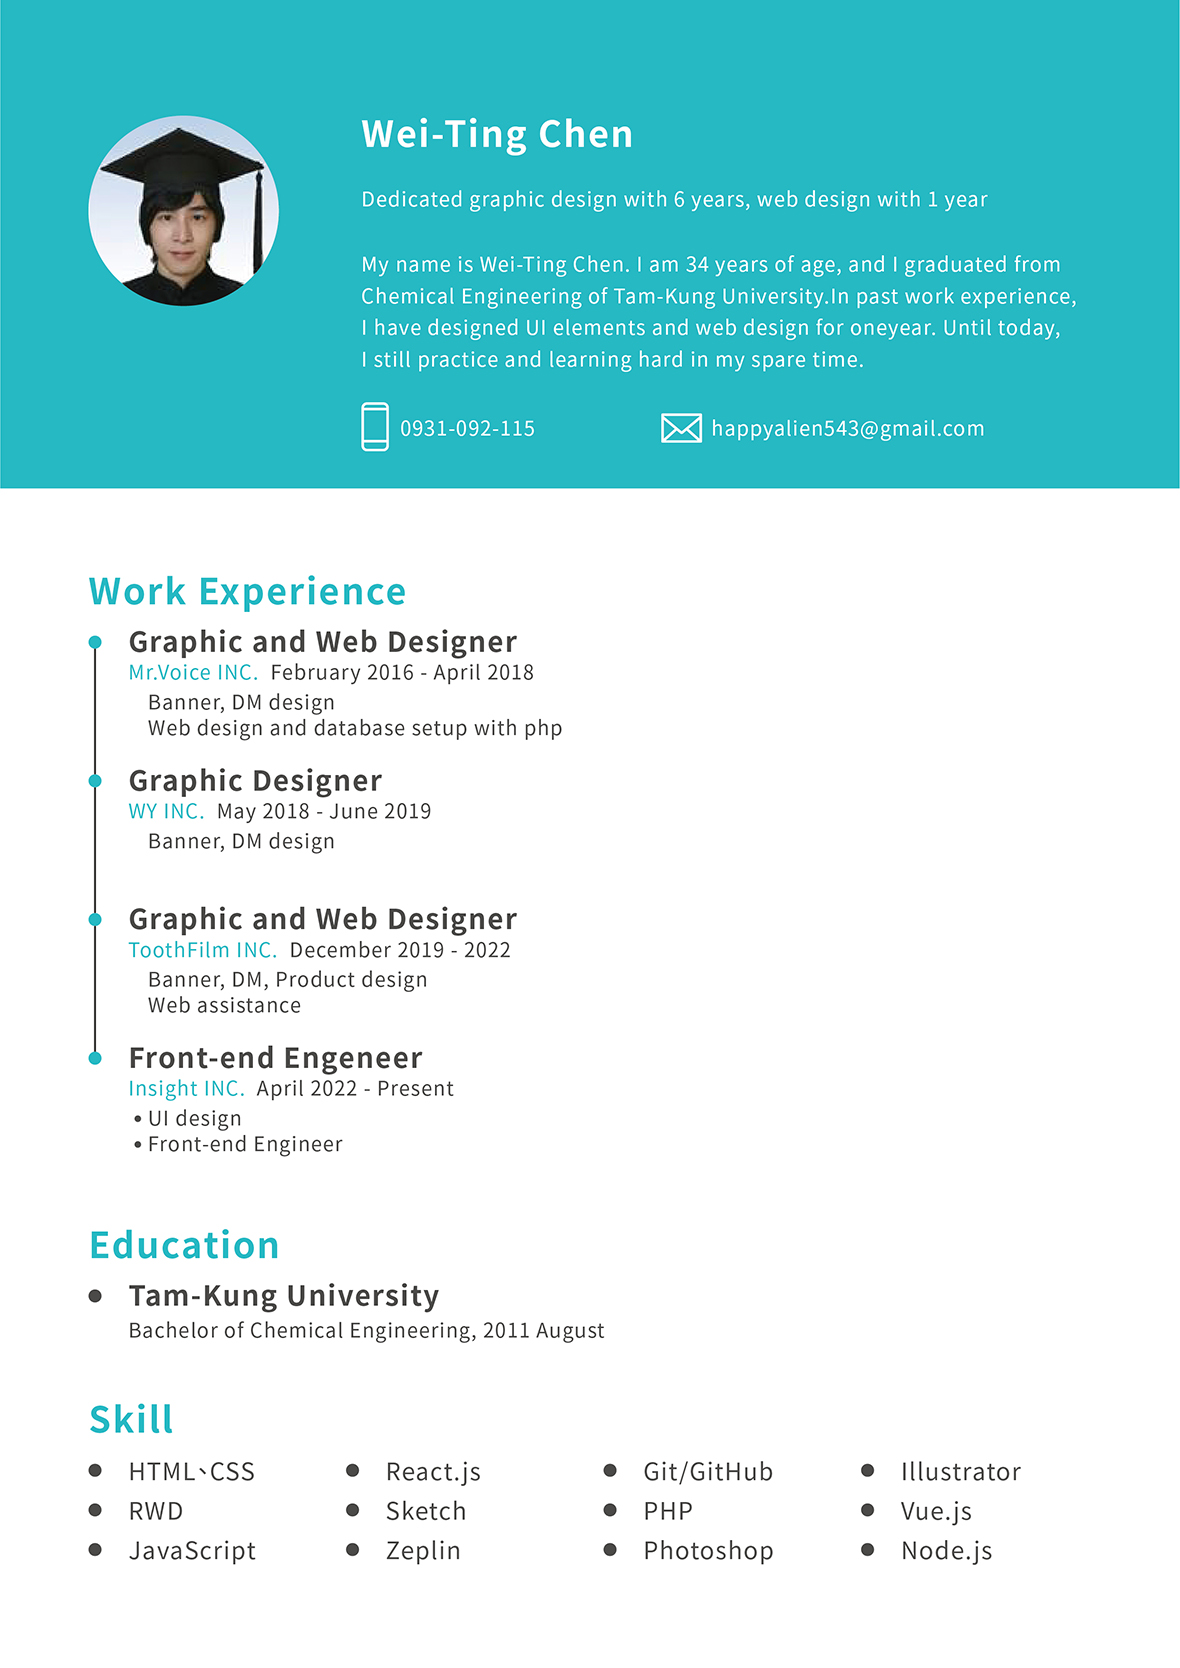 Wei-Ting Chen
Dedicated graphic design with 6 years, web design with 1 year
My name is Wei-Ting Chen. I am 34 years of age, and I graduated from
Chemical Engineering of Tam-Kung University.In past work experience,
I have designed UI elements and web design for oneyear. Until today,
I still practice and learning hard in my spare time.
0931-092-115
happyalien543@gmail.com
Work Experience
Graphic and Web Designer
Mr.Voice INC. February 2016 - April 2018
Banner, DM design
Web design and database setup with php
Graphic Designer
WY INC. May 2018 - June 2019
Banner, DM design
Graphic and Web Designer
ToothFilm INC. December 2019 - 2022
Banner, DM, Product design
Web assistance
Front-end Engeneer
Insight INC. April 2022 - Present
• UI design
• Front-end Engineer
Education
• Tam-Kung University
Bachelor of Chemical Engineering, 2011 August
Skill
• HTML、CSS • React.js • Git/GitHub • Illustrator
• RWD • Sketch • PHP • Vue.js
• JavaScript • Zeplin • Photoshop • Node.js